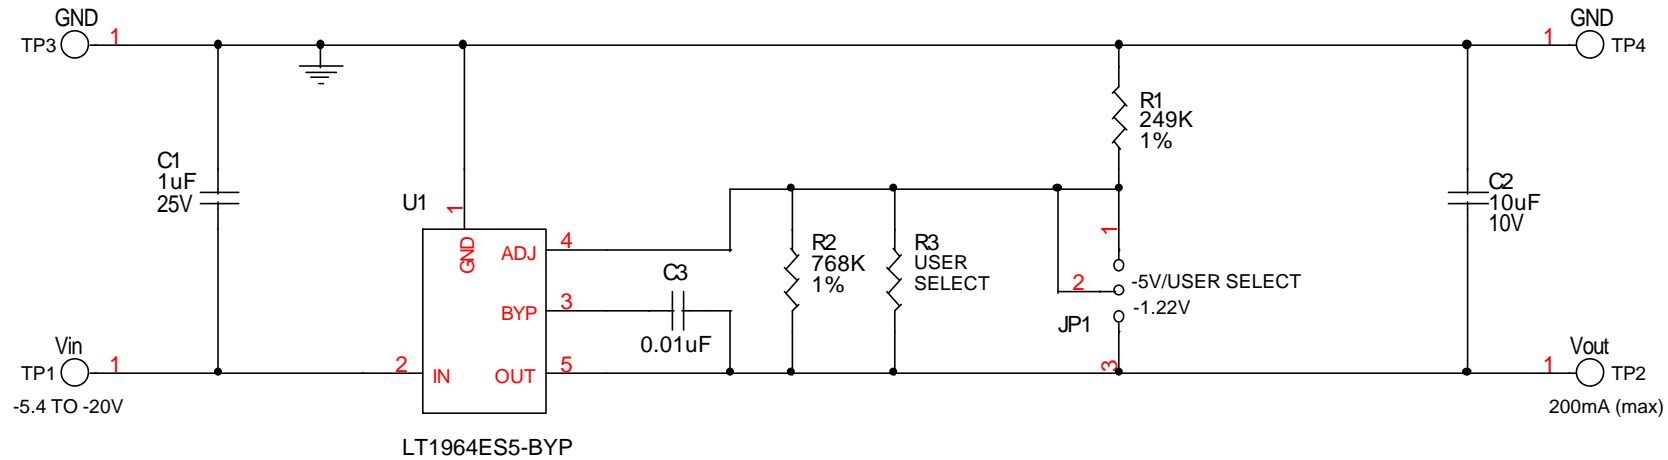 GND
TP3
1
GND
1
TP4
R1
249K
1%
C1
1uF
25V
C2
10uF
10V
U1
1
GND
ADJ
4
1
R2
768K
1%
R3
USER
SELECT
C3
2
-5V/USER SELECT
-1.22V
BYP
3
JP1
0.01uF
Vin
TP1
1
-5.4 TO -20V
2
IN
OUT
5
3
Vout
1
TP2
200mA (max)
LT1964ES5-BYP